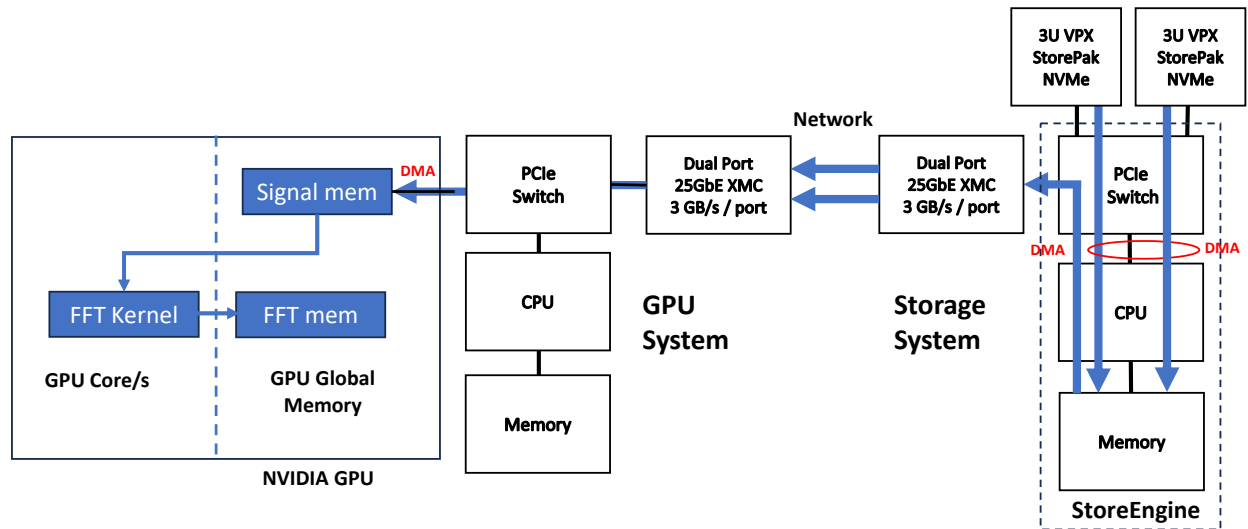 3U VPX
StorePak
NVMe
3U VPX
StorePak
NVMe
Network
DMA
Signal mem
PCIe
Switch
Dual Port
25GbE XMC
3 GB/s / port
Dual Port
25GbE XMC
3 GB/s / port
PCIe
Switch
DMA
DMA
FFT Kernel
FFT mem
CPU
GPU
System
Storage
System
CPU
GPU Core/s
GPU Global
Memory
Memory
Memory
NVIDIA GPU
StoreEngine